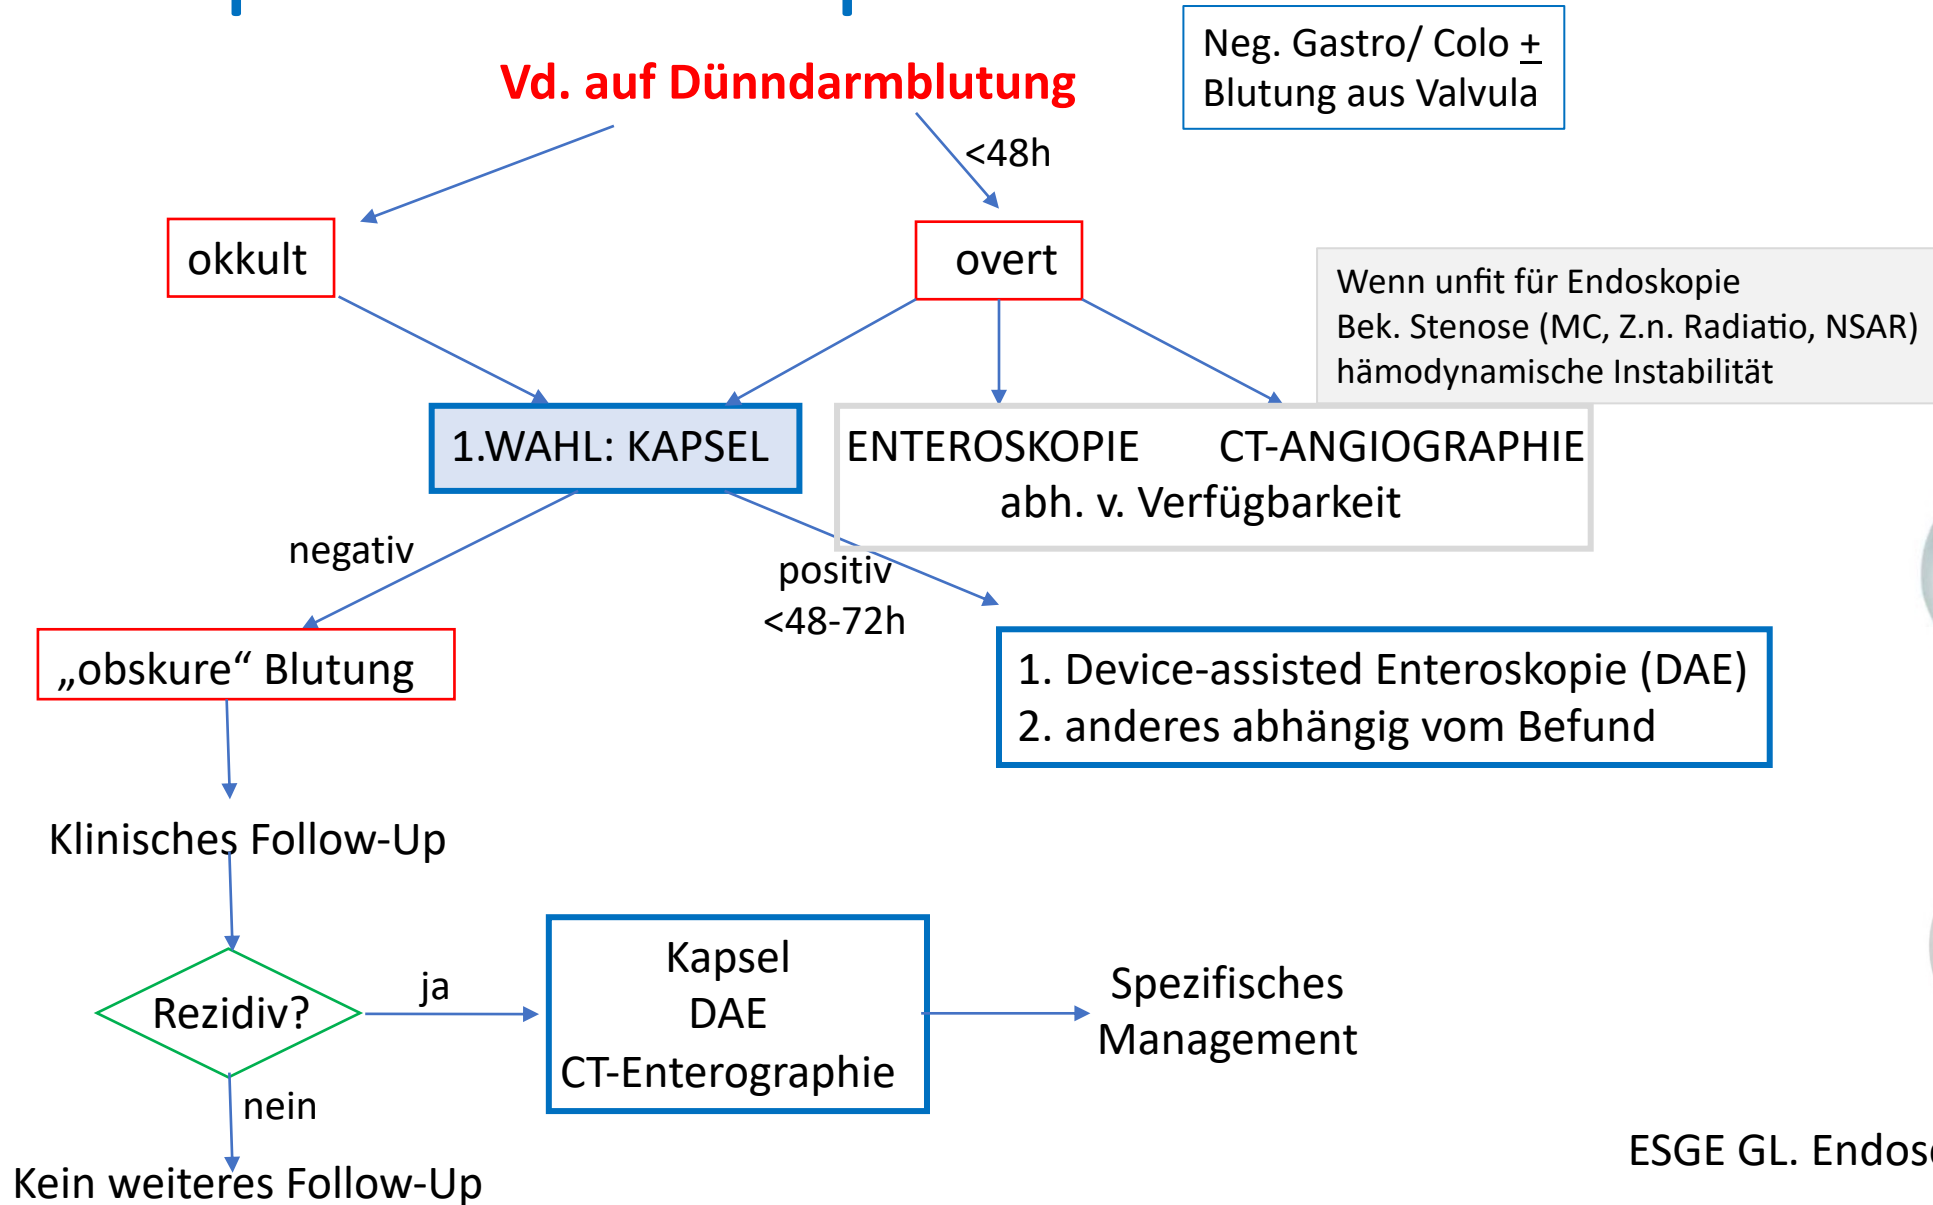 Neg. Gastro/ Colo ±
Blutung aus Valvula
Vd. auf Dünndarmblutung
<48h
okkult
overt
Wenn unfit für Endoskopie
Bek. Stenose (MC, Z.n. Radiatio, NSAR)
hämodynamische Instabilität
1.WAHL: KAPSEL
ENTEROSKOPIE CT-ANGIOGRAPHIE
abh. v. Verfügbarkeit
negativ
positiv
<48-72h
„obskure“ Blutung
1. Device-assisted Enteroskopie (DAE)
2. anderes abhängig vom Befund
Klinisches Follow-Up
Rezidiv?
ja
Kapsel
DAE
CT-Enterographie
Spezifisches
Management
nein
Kein weiteres Follow-Up
ESGE GL.